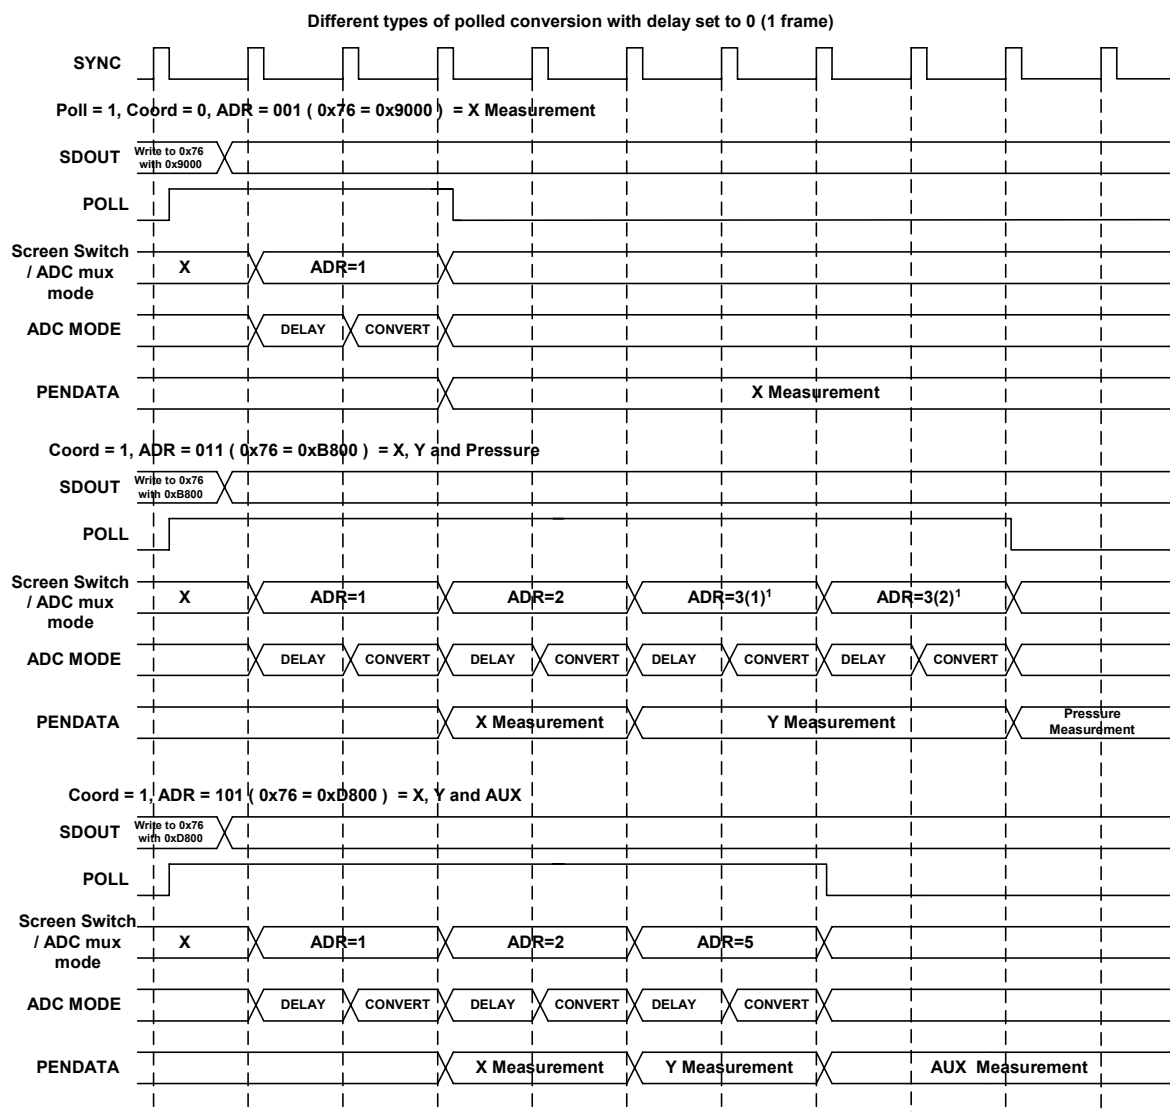 Different types of polled conversion with delay set to 0 (1 frame)
SYNC
Poll = 1, Coord = 0, ADR = 001 ( 0x76 = 0x9000 ) = X Measurement
SDOUT
Write to 0x76
with 0x9000
POLL
Screen Switch
/ ADC mux
mode
X
ADR=1
ADC MODE
DELAY
CONVERT
PENDATA
X Measurement
Coord = 1, ADR = 011 ( 0x76 = 0xB800 ) = X, Y and Pressure
SDOUT
Write to 0x76
with 0xB800
POLL
Screen Switch
/ ADC mux
mode
X
ADR=1
ADR=2
ADR=3(1)¹
ADR=3(2)¹
ADC MODE
DELAY
CONVERT
DELAY
CONVERT
DELAY
CONVERT
DELAY
CONVERT
PENDATA
X Measurement
Y Measurement
Pressure
Measurement
Coord = 1, ADR = 101 ( 0x76 = 0xD800 ) = X, Y and AUX
SDOUT
Write to 0x76
with 0xD800
POLL
Screen Switch
/ ADC mux
mode
X
ADR=1
ADR=2
ADR=5
ADC MODE
DELAY
CONVERT
DELAY
CONVERT
DELAY
CONVERT
PENDATA
X Measurement
Y Measurement
AUX Measurement